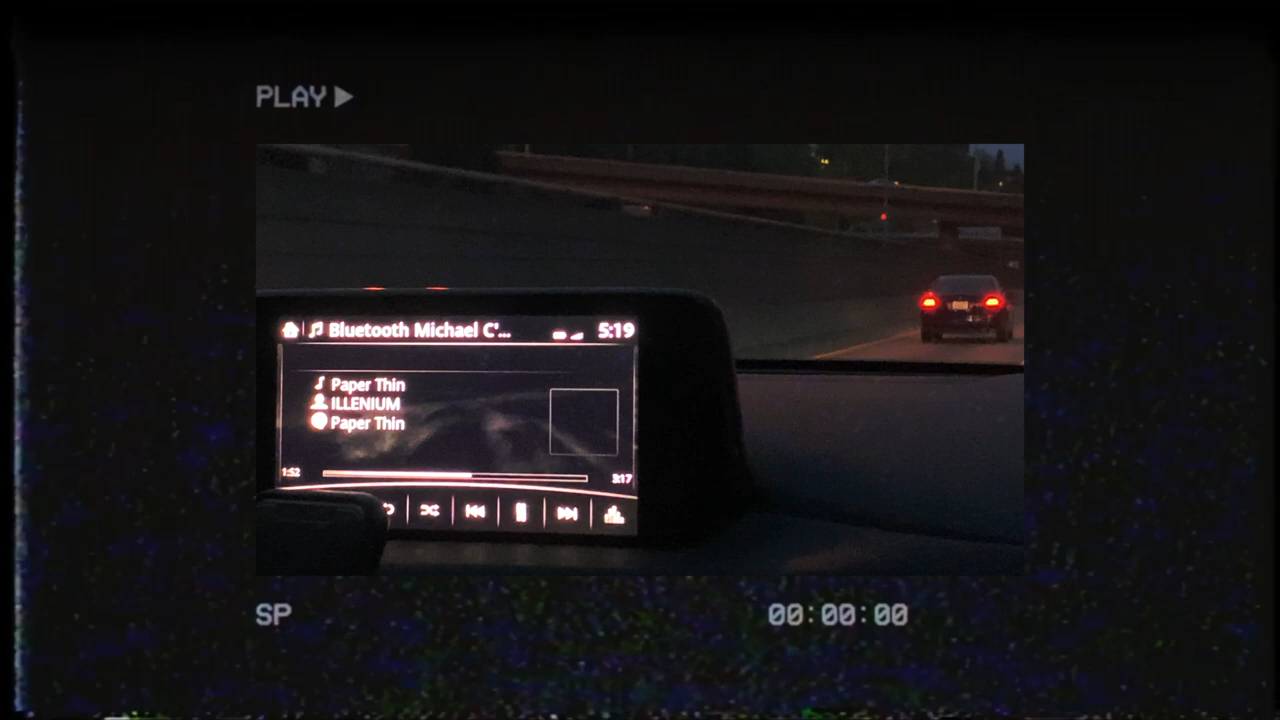 PLAY
Bluetooth Michael C'... 5:19
Paper Thin
ILLENIUM
Paper Thin
1:52 3:17
SP 00:00:00